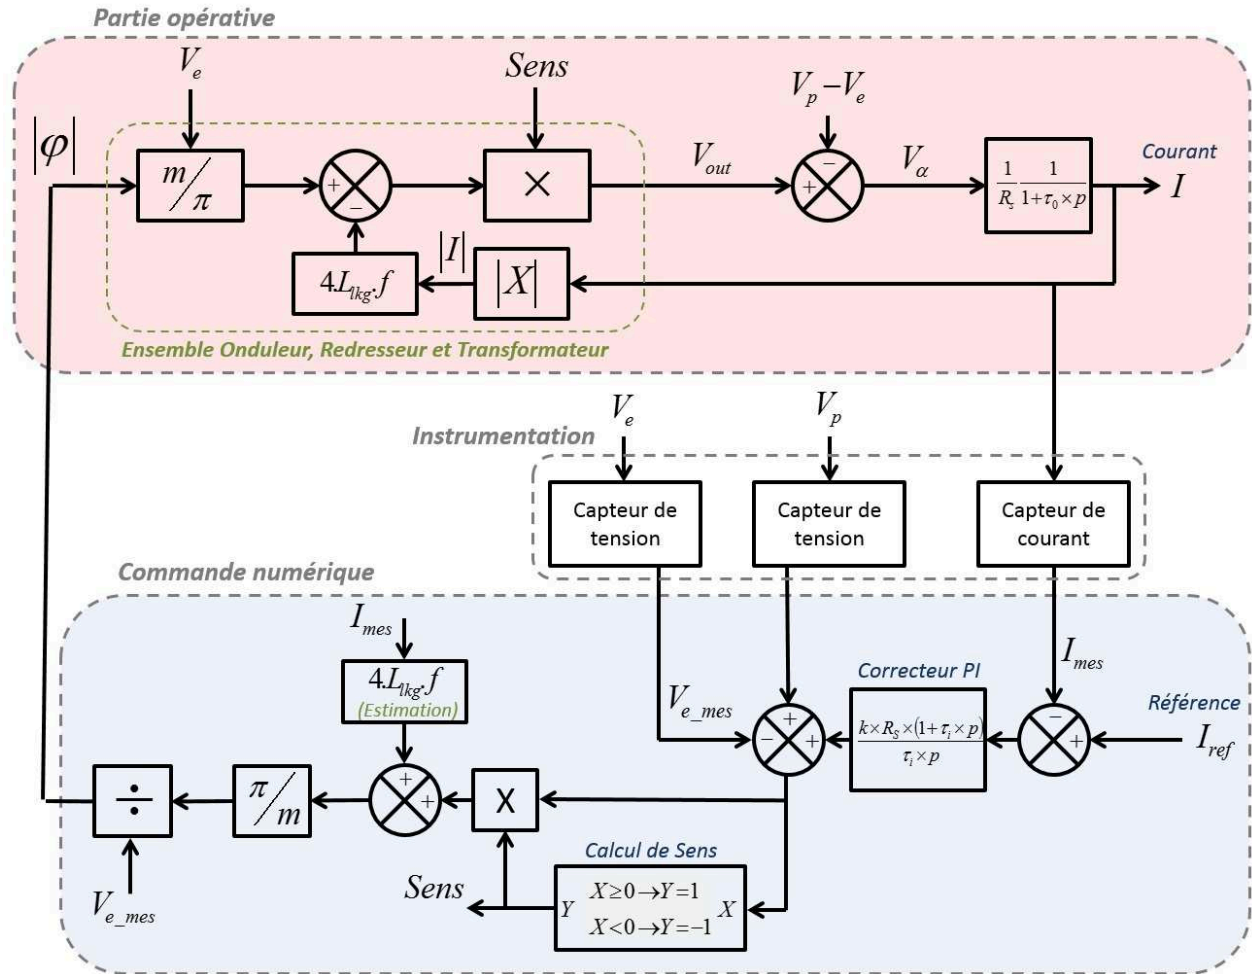 Partie opérative
V_e
Sens
V_p − V_e
|φ|
m/π
+
−
×
V_out
−
+
V_α
1/R_s 1/(1+τ_0×p)
Courant
I
4.L_lkg.f
|I|
|X|
Ensemble Onduleur, Redresseur et Transformateur
Instrumentation
V_e
V_p
Capteur de tension
Capteur de tension
Capteur de courant
Commande numérique
I_mes
4.L_lkg.f
(Estimation)
V_e_mes
Correcteur PI
k×R_S×(1+τ_i×p)/(τ_i×p)
I_mes
Référence
I_ref
+
−
+
−
+
÷
π/m
+
+
X
V_e_mes
Calcul de Sens
Sens
Y
X≥0→Y=1
X<0→Y=−1
X